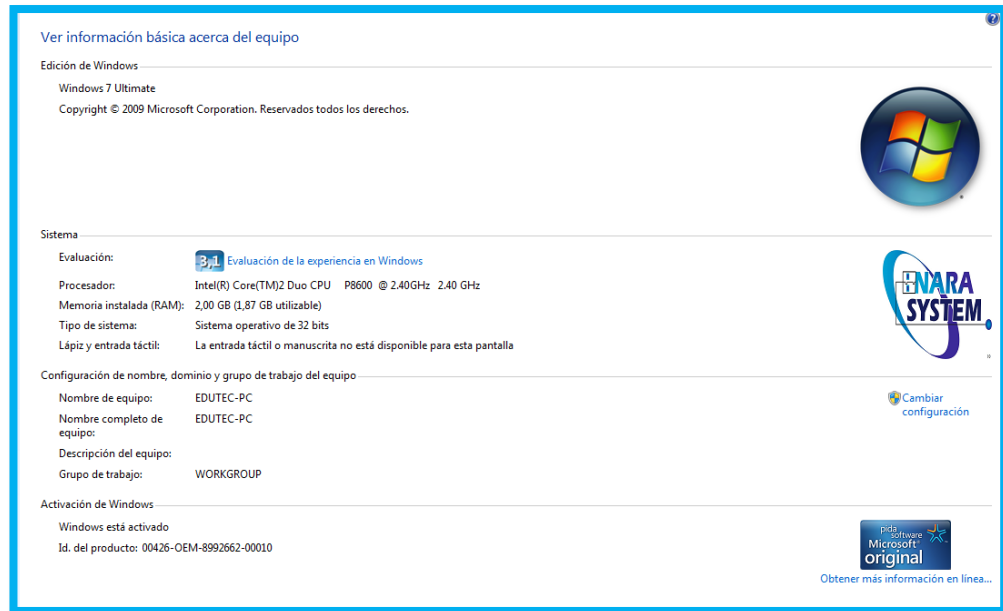 Ver información básica acerca del equipo
Edición de Windows
Windows 7 Ultimate
Copyright © 2009 Microsoft Corporation. Reservados todos los derechos.
Sistema
Evaluación: 3,1 Evaluación de la experiencia en Windows
Procesador: Intel(R) Core(TM)2 Duo CPU P8600 @ 2.40GHz 2.40 GHz
Memoria instalada (RAM): 2,00 GB (1,87 GB utilizable)
Tipo de sistema: Sistema operativo de 32 bits
Lápiz y entrada táctil: La entrada táctil o manuscrita no está disponible para esta pantalla
ENARA
SYSTEM
Configuración de nombre, dominio y grupo de trabajo del equipo
Nombre de equipo: EDUTEC-PC
Cambiar
configuración
Nombre completo de EDUTEC-PC
equipo:
Descripción del equipo:
Grupo de trabajo: WORKGROUP
Activación de Windows
Windows está activado
Id. del producto: 00426-OEM-8992662-00010
pida
software
Microsoft
original
Obtener más información en línea...